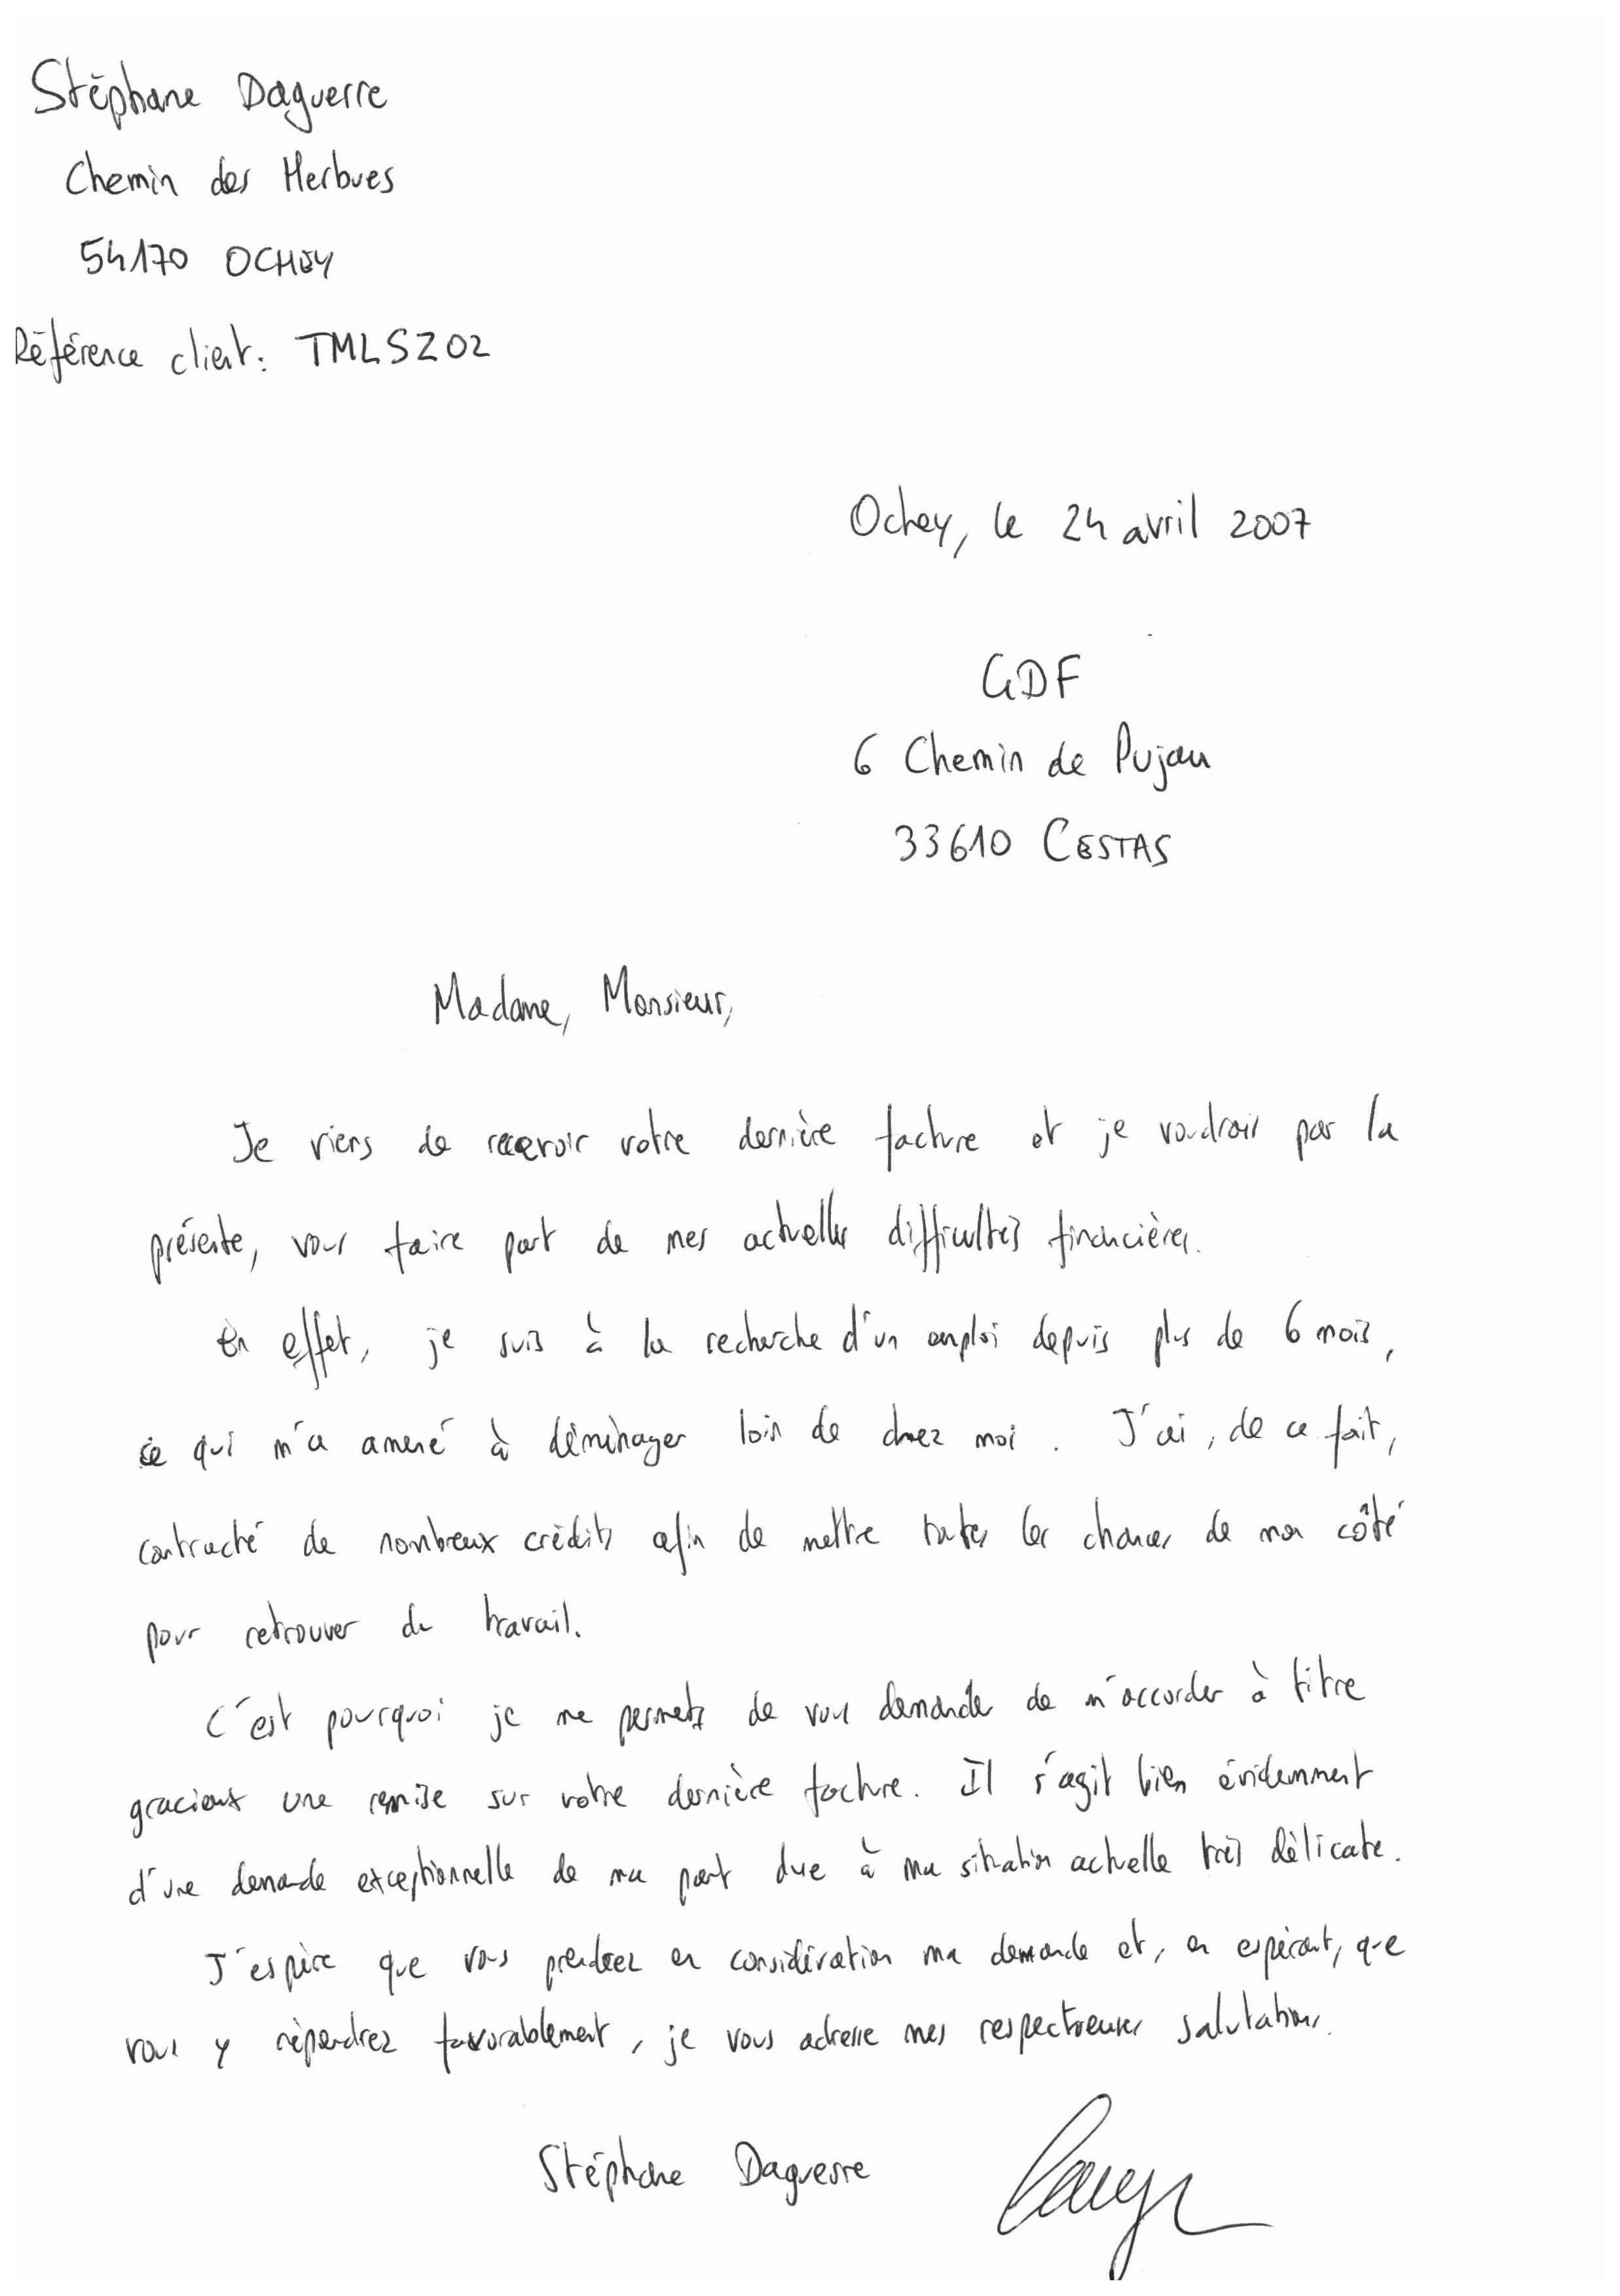 Stéphane Daguerre
Chemin des Herbues
54170 OCHEY
Référence client : TMLSZ02
Ochey, le 24 avril 2007
GDF
6 Chemin de Pujau
33610 CESTAS
Madame, Monsieur,
Je viens de recevoir votre dernière facture et je voudrais par la
présente, vous faire part de mes actuelles difficultés financières.
En effet, je suis à la recherche d'un emploi depuis plus de 6 mois,
ce qui m'a amené à déménager loin de chez moi. J'ai, de ce fait,
contracté de nombreux crédits afin de mettre toutes les chances de mon côté
pour retrouver du travail.
C'est pourquoi je me permets de vous demander de m'accorder à titre
gracieux une remise sur votre dernière facture. Il s'agit bien évidemment
d'une demande exceptionnelle de ma part due à ma situation actuelle très délicate.
J'espère que vous prendrez en considération ma demande et, en espérant, que
vous y répondrez favorablement, je vous adresse mes respectueuses salutations.
Stéphane Daguerre